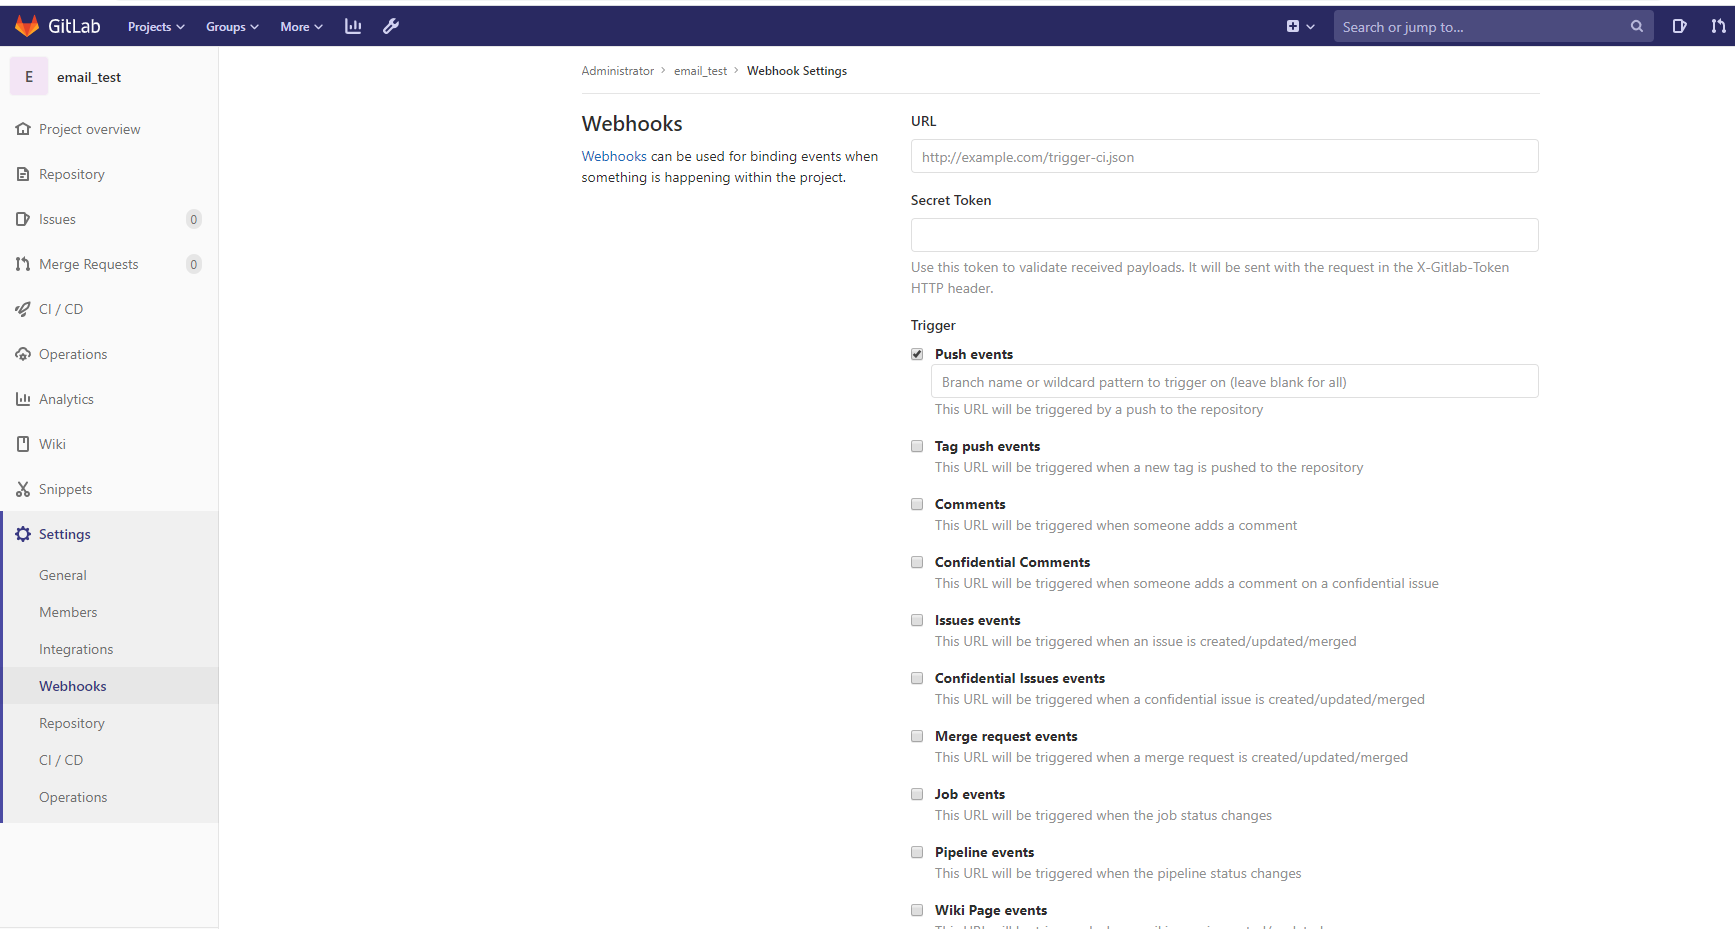 GitLab
Projects
Groups
More
Search or jump to...
E
email_test
Project overview
Repository
Issues
0
Merge Requests
0
CI / CD
Operations
Analytics
Wiki
Snippets
Settings
General
Members
Integrations
Webhooks
Repository
CI / CD
Operations
Administrator > email_test > Webhook Settings
Webhooks
Webhooks can be used for binding events when
something is happening within the project.
URL
http://example.com/trigger-ci.json
Secret Token
Use this token to validate received payloads. It will be sent with the request in the X-Gitlab-Token
HTTP header.
Trigger
Push events
Branch name or wildcard pattern to trigger on (leave blank for all)
This URL will be triggered by a push to the repository
Tag push events
This URL will be triggered when a new tag is pushed to the repository
Comments
This URL will be triggered when someone adds a comment
Confidential Comments
This URL will be triggered when someone adds a comment on a confidential issue
Issues events
This URL will be triggered when an issue is created/updated/merged
Confidential Issues events
This URL will be triggered when a confidential issue is created/updated/merged
Merge request events
This URL will be triggered when a merge request is created/updated/merged
Job events
This URL will be triggered when the job status changes
Pipeline events
This URL will be triggered when the pipeline status changes
Wiki Page events